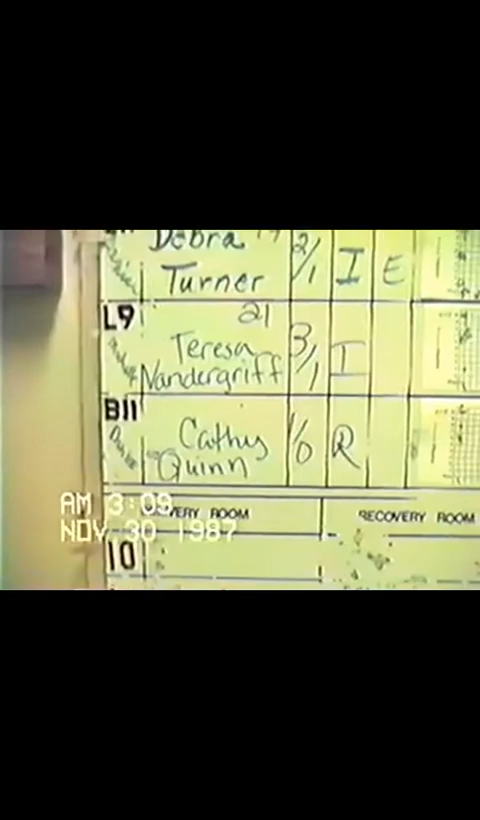 Debra
Turner
2/1
I
E
L9
21
Teresa
Vandergriff
3/1
I
B11
Cathy
Quinn
1/0
R
AM 3:09
NOV 30 1987
VERY ROOM
RECOVERY ROOM
10